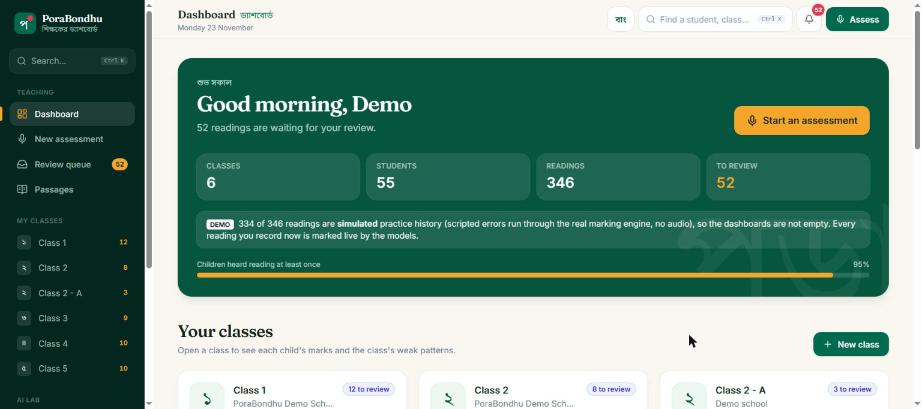 প
PoraBondhu
শিক্ষকের ড্যাশবোর্ড
Search...
Ctrl K
TEACHING
Dashboard
New assessment
Review queue
52
Passages
MY CLASSES
১ Class 1 12
২ Class 2 8
২ Class 2 - A 3
৩ Class 3 9
৪ Class 4 10
৫ Class 5 10
AI LAB
Dashboard ড্যাশবোর্ড
Monday 23 November
বাং
Find a student, class...
Ctrl K
52
Assess
শুভ সকাল
Good morning, Demo
52 readings are waiting for your review.
Start an assessment
CLASSES
6
STUDENTS
55
READINGS
346
TO REVIEW
52
DEMO 334 of 346 readings are simulated practice history (scripted errors run through the real marking engine, no audio), so the dashboards are not empty. Every
reading you record now is marked live by the models.
Children heard reading at least once
95%
Your classes
Open a class to see each child's marks and the class's weak patterns.
+ New class
১
Class 1
12 to review
PoraBondhu Demo Sch...
২
Class 2
8 to review
PoraBondhu Demo Sch...
২
Class 2 - A
3 to review
Demo school